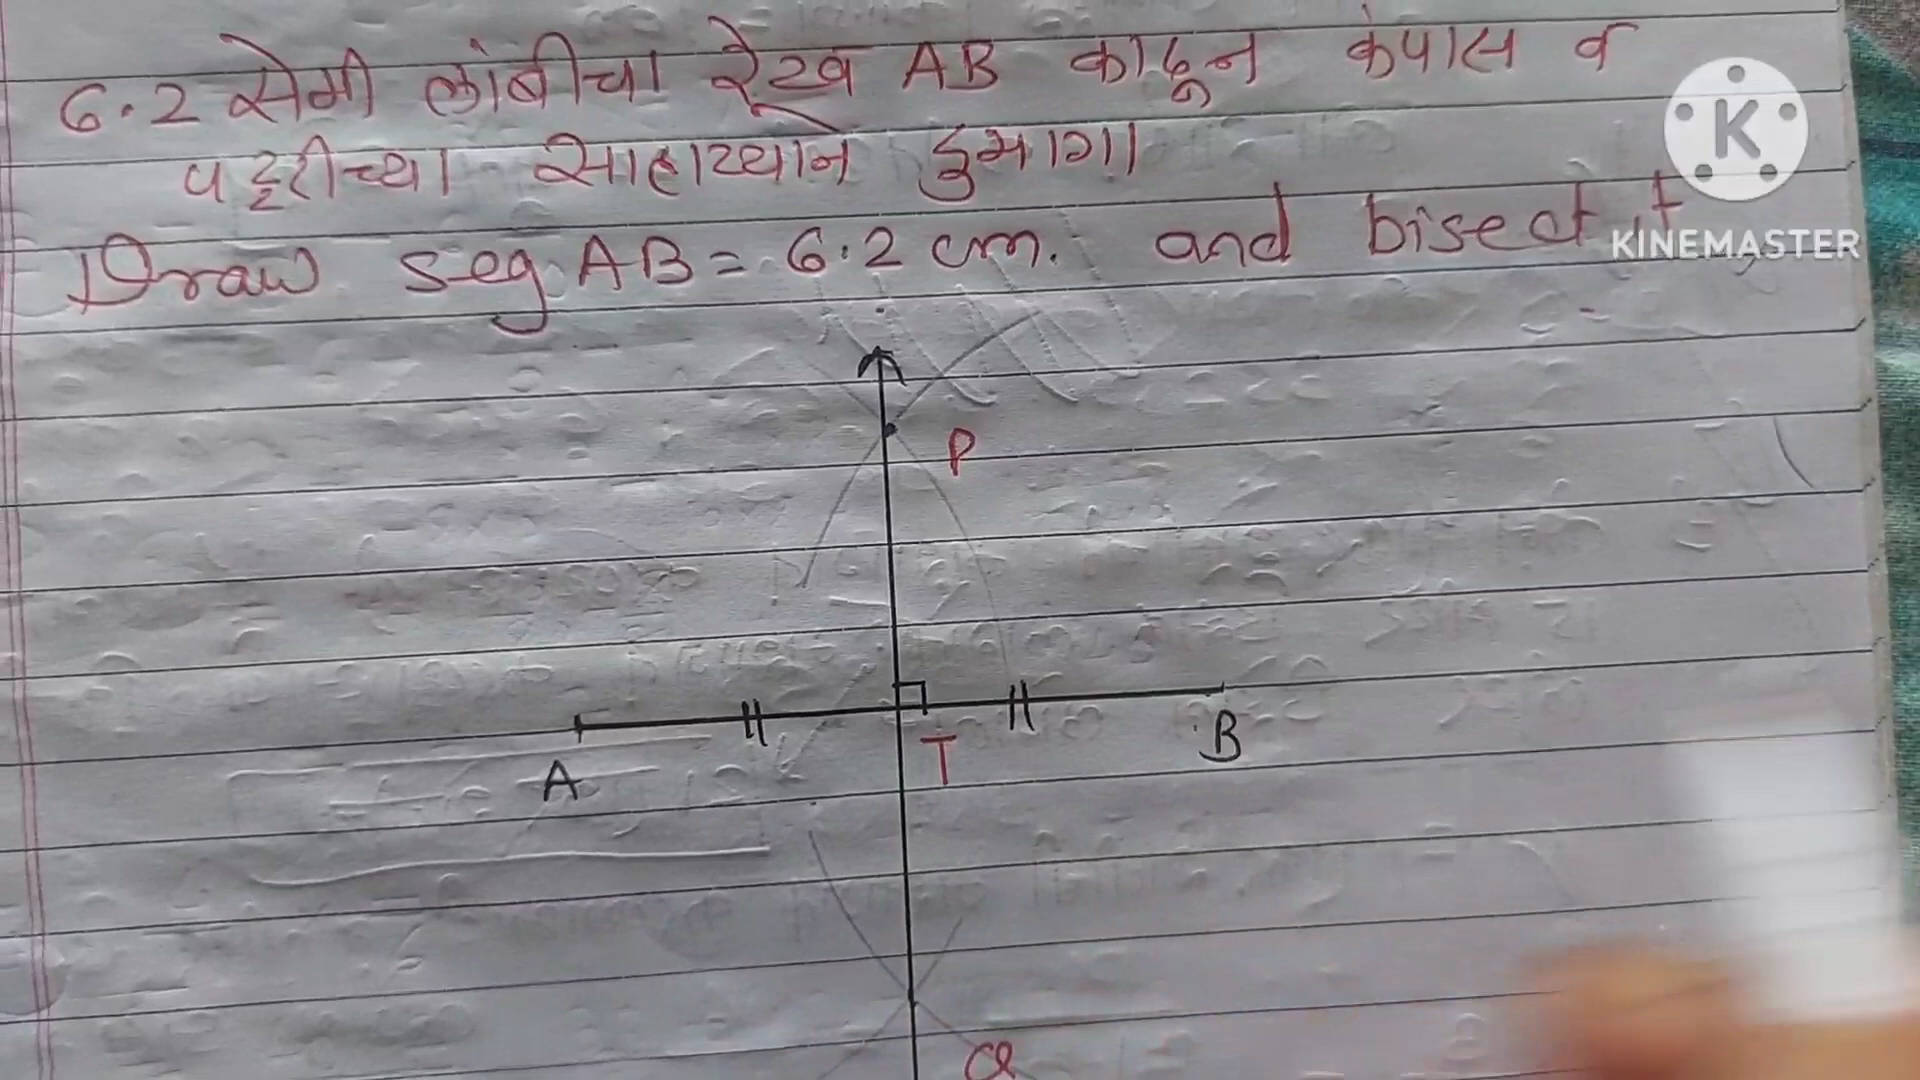 6.2 सेमी लांबीचा रेख AB काढून कंपास व
पट्टीच्या साहाय्याने दुभागा
Draw seg AB = 6.2 cm. and bisect it
K
KINEMASTER
P
T
A
B
Q